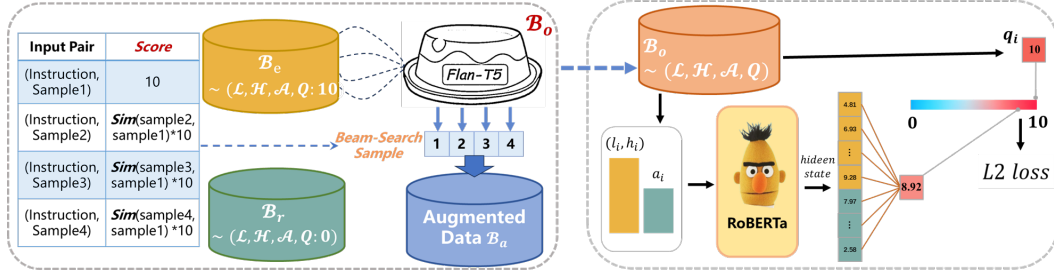 Input Pair Score
(Instruction, Sample1) 10
(Instruction, Sample2) Sim(sample2, sample1)*10
(Instruction, Sample3) Sim(sample3, sample1) *10
(Instruction, Sample4) Sim(sample4, sample1) *10
ℬe
~ (ℒ, ℋ, 𝒜, Q: 10
ℬr
~ (ℒ, ℋ, 𝒜, Q: 0)
ℬo
Flan-T5
Beam-Search
Sample
1 2 3 4
Augmented
Data ℬa
ℬo
~ (ℒ, ℋ, 𝒜, Q)
(li, hi)
ai
RoBERTa
hideen
state
4.81
6.93
⋮
9.28
7.97
⋮
2.58
8.92
qi
10
0 10
L2 loss